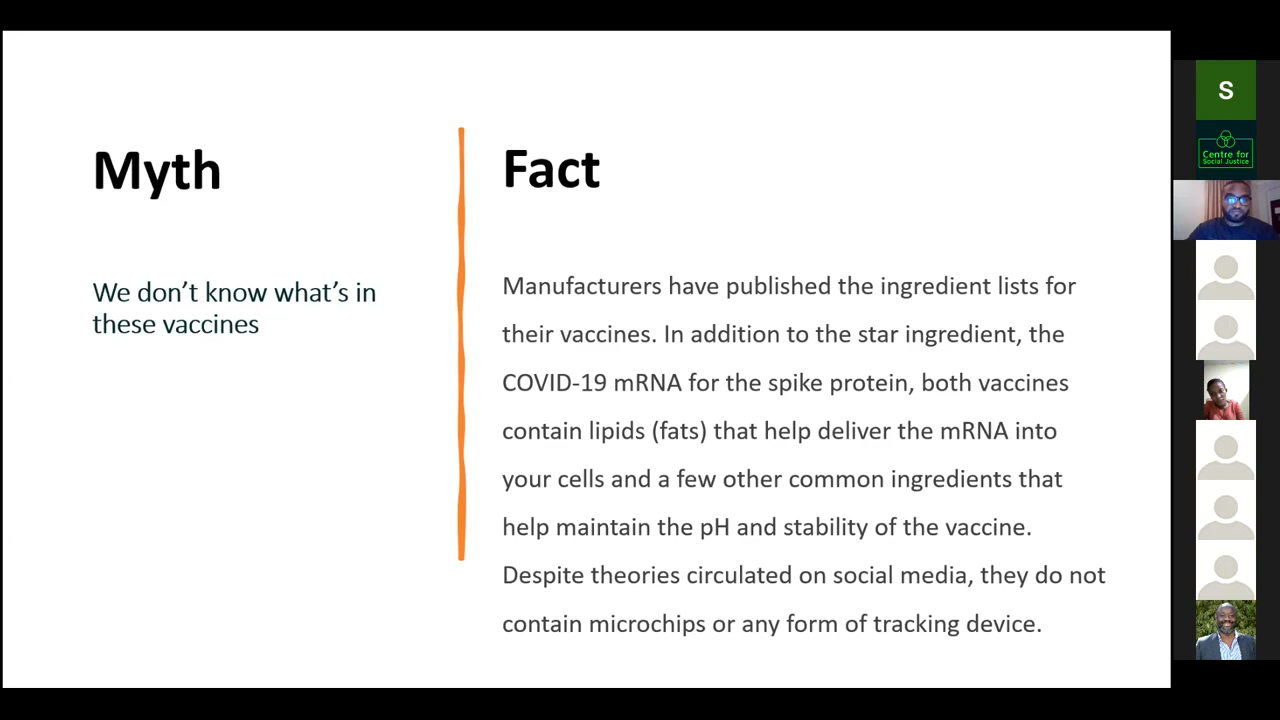 Myth
We don’t know what’s in
these vaccines
Fact
Manufacturers have published the ingredient lists for
their vaccines. In addition to the star ingredient, the
COVID-19 mRNA for the spike protein, both vaccines
contain lipids (fats) that help deliver the mRNA into
your cells and a few other common ingredients that
help maintain the pH and stability of the vaccine.
Despite theories circulated on social media, they do not
contain microchips or any form of tracking device.
S
Centre for
Social Justice